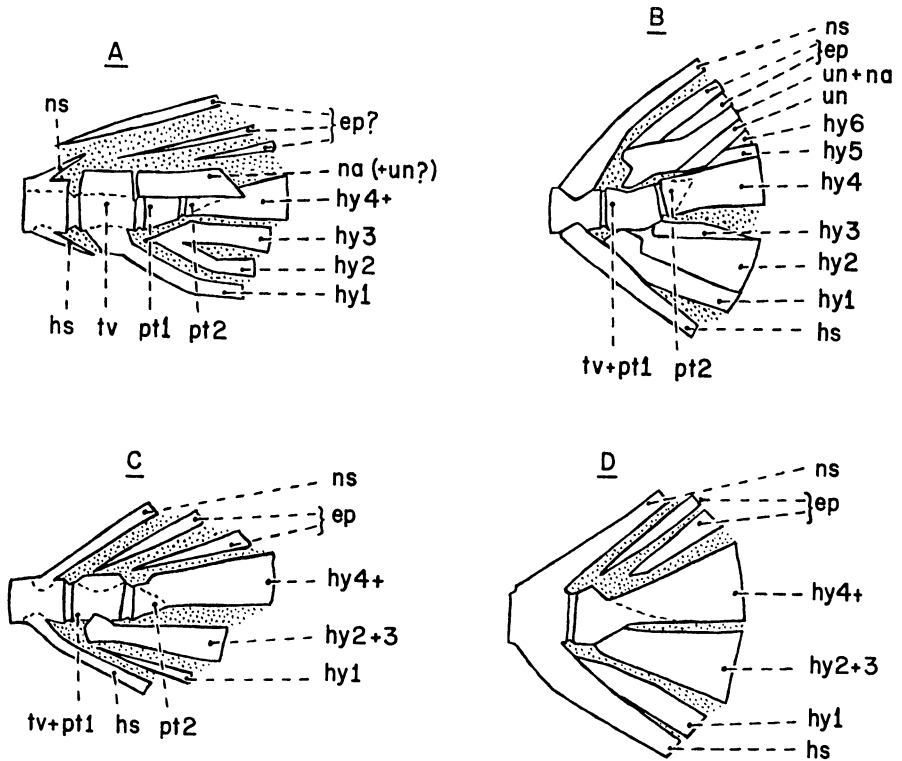 A
ns
ep?
na (+un?)
hy4+
hy3
hy2
hy1
hs tv pt1 pt2
B
ns
ep
un+na
un
hy6
hy5
hy4
hy3
hy2
hy1
hs
tv+pt1 pt2
C
ns
ep
hy4+
hy2+3
hy1
tv+pt1 hs pt2
D
ns
ep
hy4+
hy2+3
hy1
hs